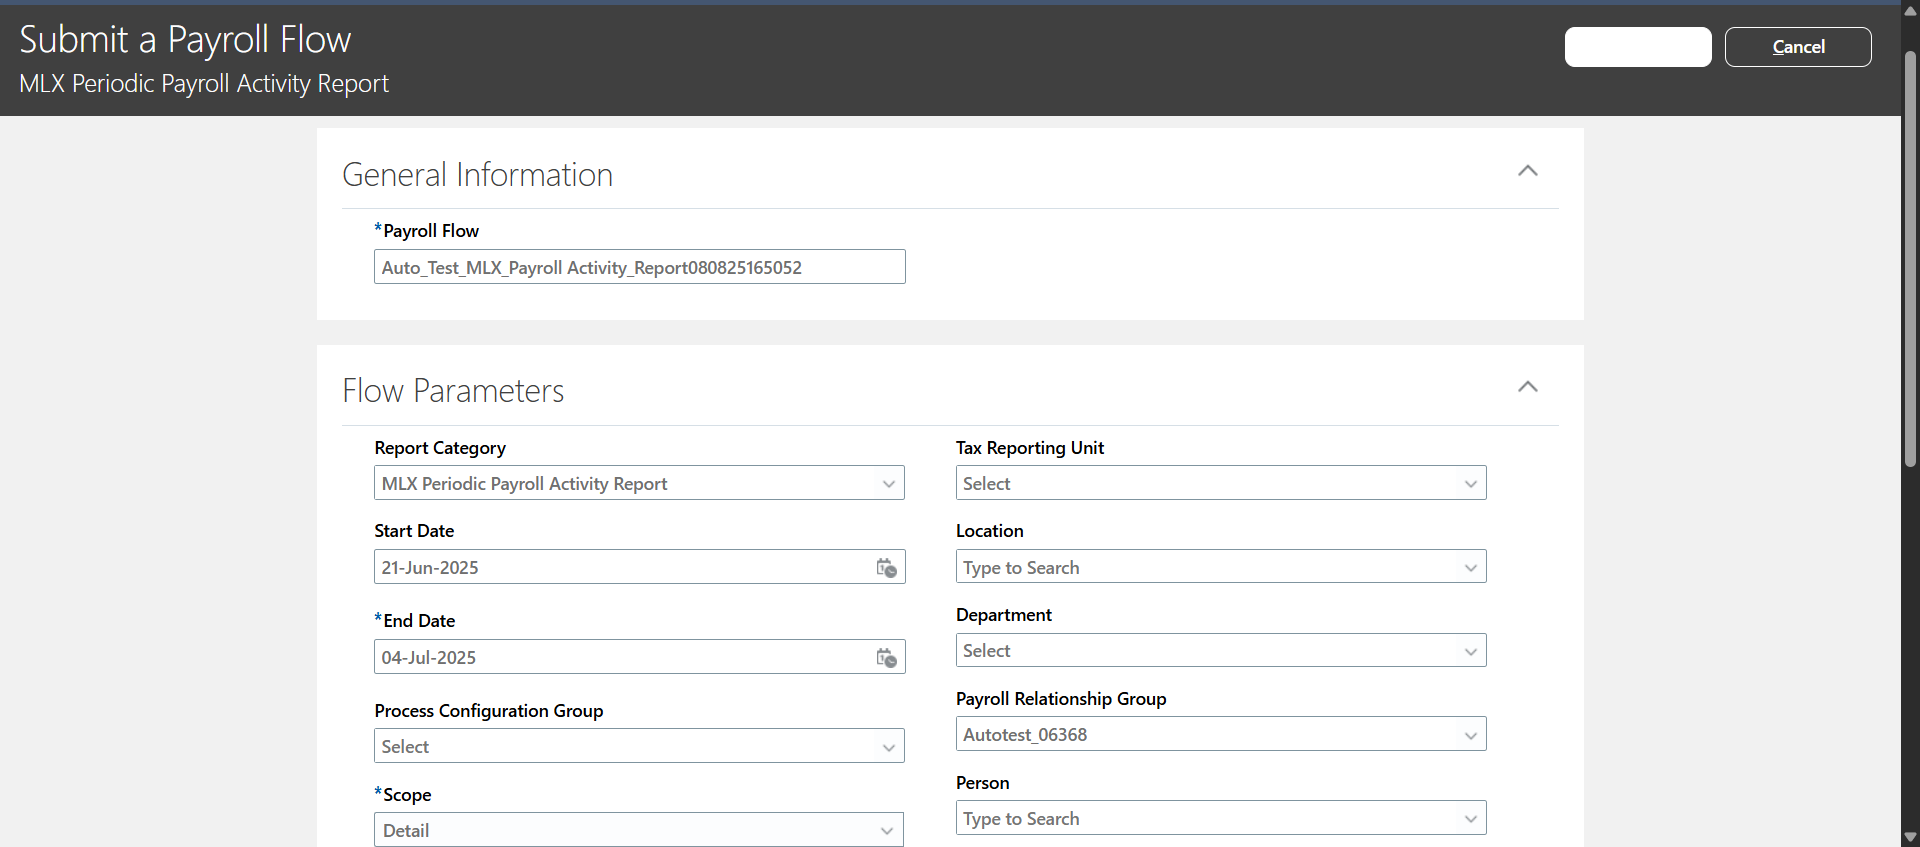 Submit a Payroll Flow
MLX Periodic Payroll Activity Report
Cancel
General Information
*Payroll Flow
Auto_Test_MLX_Payroll Activity_Report080825165052
Flow Parameters
Report Category
MLX Periodic Payroll Activity Report
Start Date
21-Jun-2025
*End Date
04-Jul-2025
Process Configuration Group
Select
*Scope
Detail
Tax Reporting Unit
Select
Location
Type to Search
Department
Select
Payroll Relationship Group
Autotest_06368
Person
Type to Search